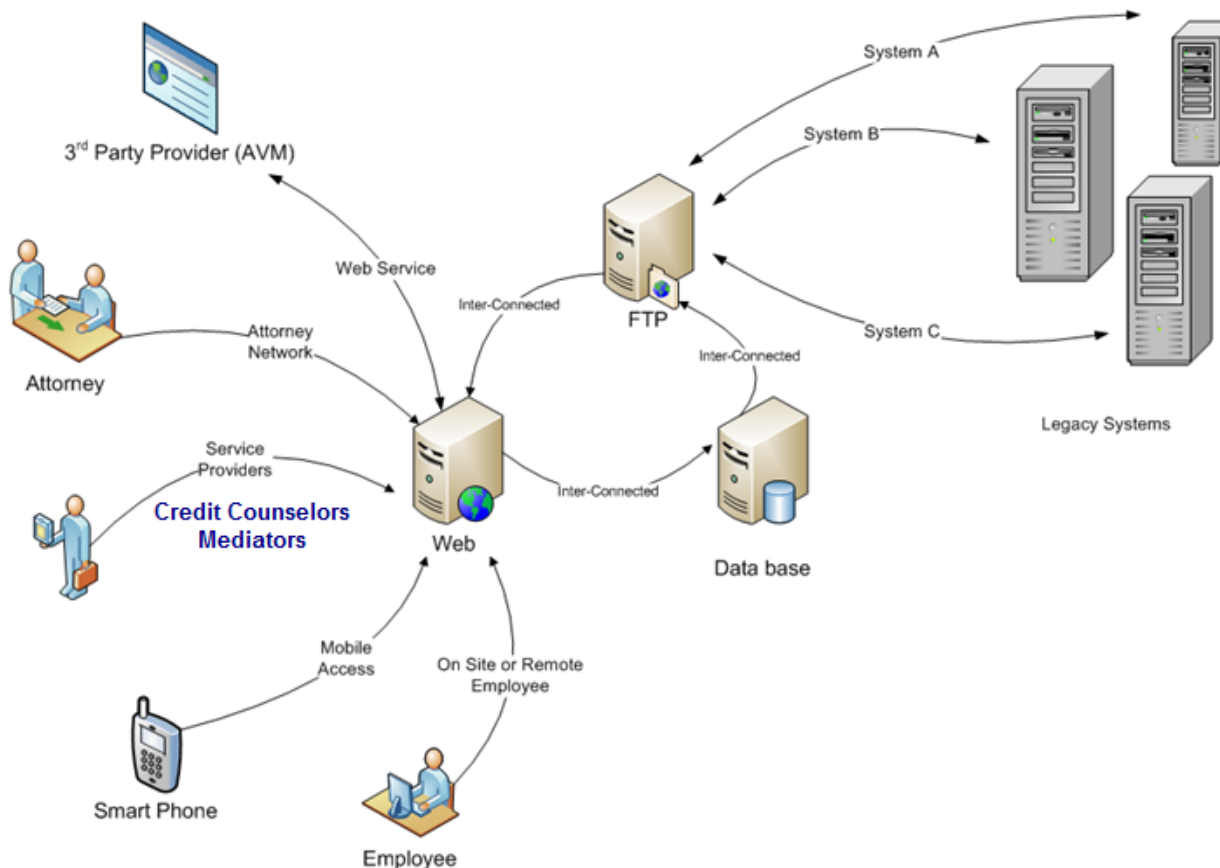 System A
3rd Party Provider (AVM)
System B
Web Service
Inter-Connected
FTP
Attorney
Network
System C
Inter-Connected
Attorney
Legacy Systems
Service
Providers
Credit Counselors
Mediators
Inter-Connected
Web
Data base
Mobile
Access
On Site or Remote
Employee
Smart Phone
Employee